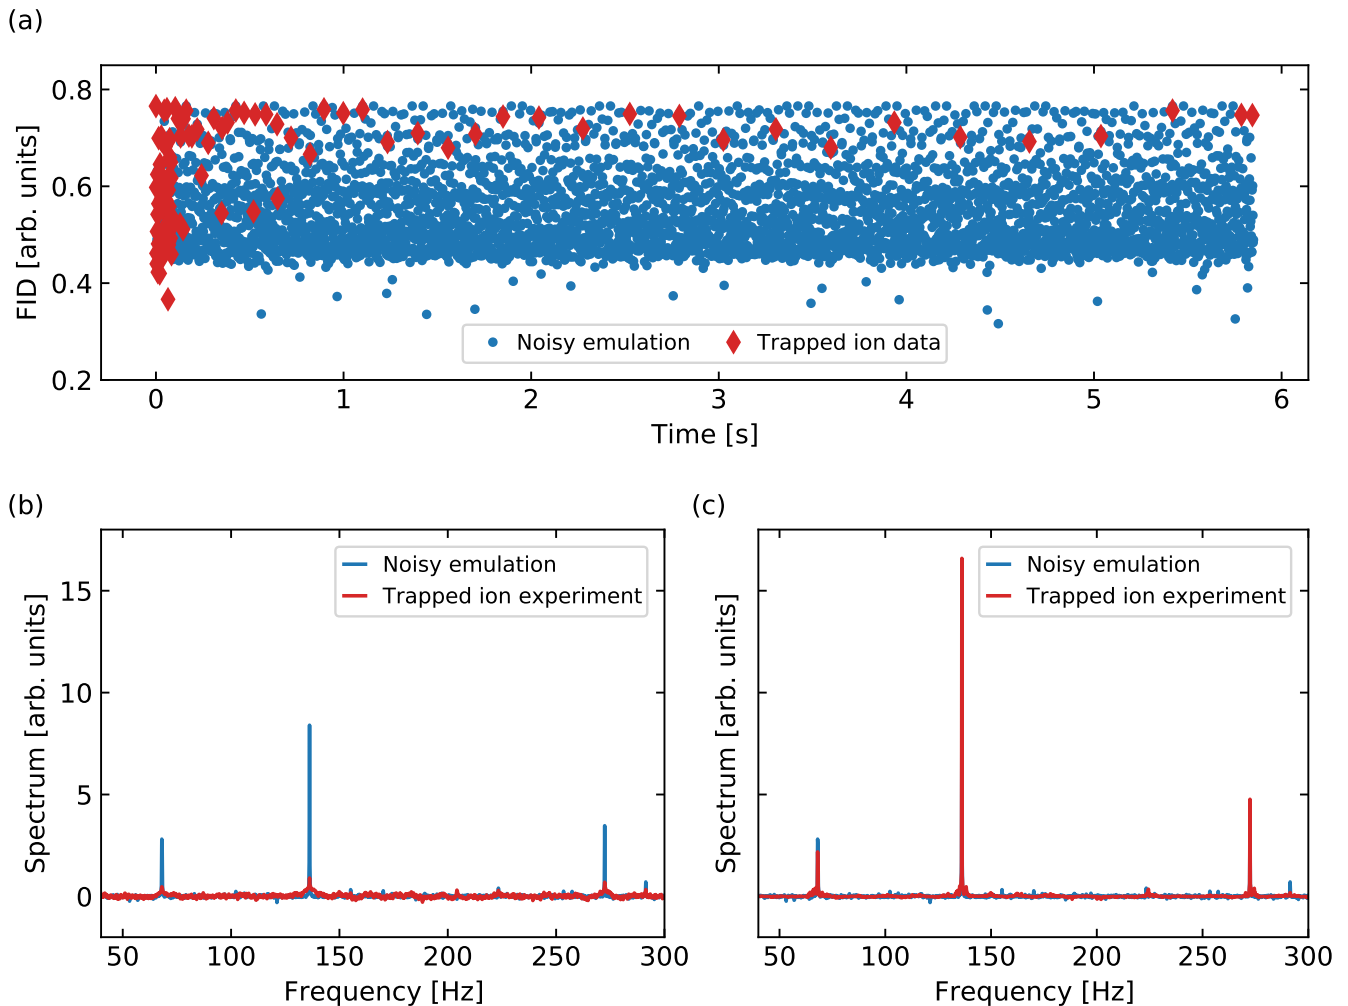 (a)
FID [arb. units]
0.8
0.6
0.4
0.2
Noisy emulation
Trapped ion data
0 1 2 3 4 5 6
Time [s]
(b)
Spectrum [arb. units]
15
10
5
0
Noisy emulation
Trapped ion experiment
50 100 150 200 250 300
Frequency [Hz]
(c)
Spectrum [arb. units]
Noisy emulation
Trapped ion experiment
50 100 150 200 250 300
Frequency [Hz]